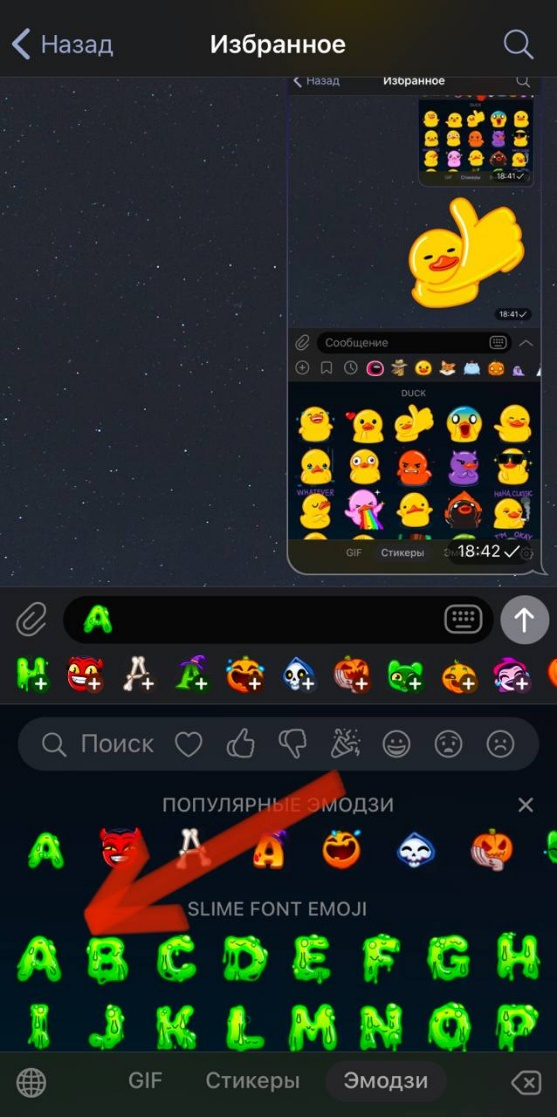 Назад
Избранное
Назад
Избранное
18:41
18:41
Сообщение
DUCK
WHATEVER
HAHA, CLASSIC
I'M OKAY
GIF
Стикеры
18:42
A
Поиск
ПОПУЛЯРНЫЕ ЭМОДЗИ
A A A
SLIME FONT EMOJI
A B C D E F G H
I J K L M N O P
GIF
Стикеры
Эмодзи